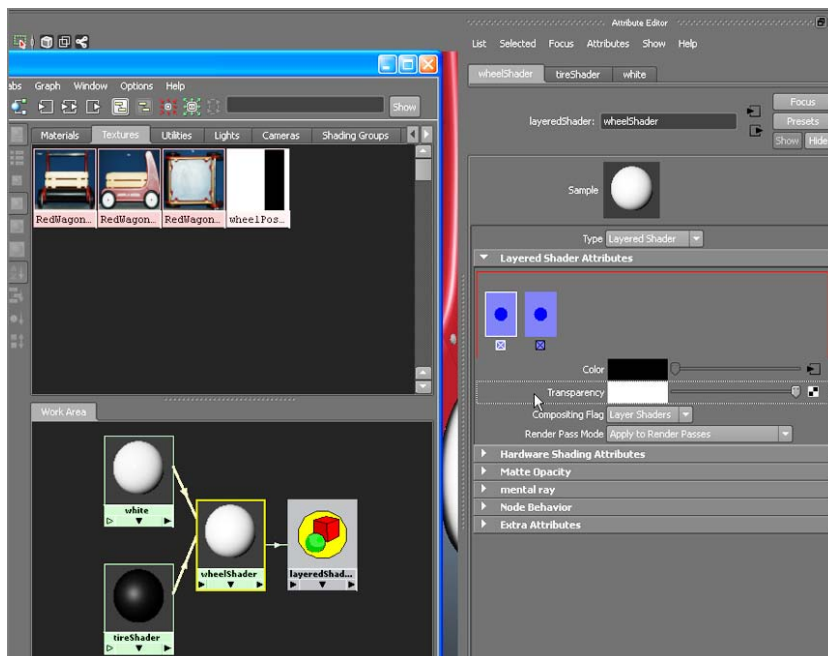 Attribute Editor
List Selected Focus Attributes Show Help
wheelShader tireShader white
layeredShader: wheelShader
Focus
Presets
Show Hide
Sample
Type Layered Shader
Layered Shader Attributes
Color
Transparency
Compositing Flag Layer Shaders
Render Pass Mode Apply to Render Passes
Hardware Shading Attributes
Matte Opacity
mental ray
Node Behavior
Extra Attributes
abs Graph Window Options Help
Show
Materials Textures Utilities Lights Cameras Shading Groups
RedWagon... RedWagon... RedWagon... wheelPos...
Work Area
white
wheelShader
layeredShad...
tireShader